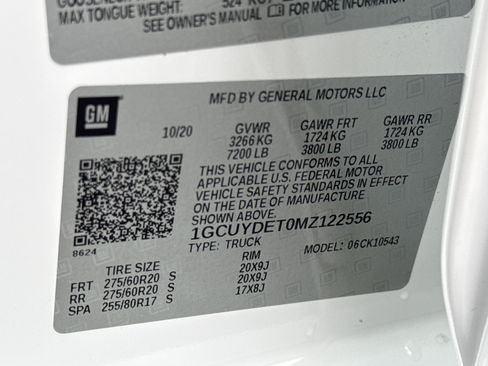 MAX TONGUE WEIGHT: 524 KG
SEE OWNER'S MANUAL FOR MORE INFORMATION
GM
MFD BY GENERAL MOTORS LLC
10/20 GVWR GAWR FRT GAWR RR
3266 KG 1724 KG 1724 KG
7200 LB 3800 LB 3800 LB
THIS VEHICLE CONFORMS TO ALL
APPLICABLE U.S. FEDERAL MOTOR
VEHICLE SAFETY STANDARDS IN
EFFECT ON THE DATE OF
MANUFACTURE SHOWN ABOVE.
1GCUYDET0MZ122556
TYPE: TRUCK MODEL: 06CK10543
8624
TIRE SIZE RIM
FRT 275/60R20 S 20X9J
RR 275/60R20 S 20X9J
SPA 255/80R17 S 17X8J